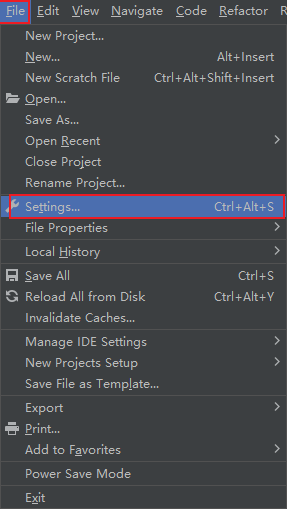 File Edit View Navigate Code Refactor R
New Project...
New... Alt+Insert
New Scratch File Ctrl+Alt+Shift+Insert
Open...
Save As...
Open Recent
Close Project
Rename Project...
Settings... Ctrl+Alt+S
File Properties
Local History
Save All Ctrl+S
Reload All from Disk Ctrl+Alt+Y
Invalidate Caches...
Manage IDE Settings
New Projects Setup
Save File as Template...
Export
Print...
Add to Favorites
Power Save Mode
Exit